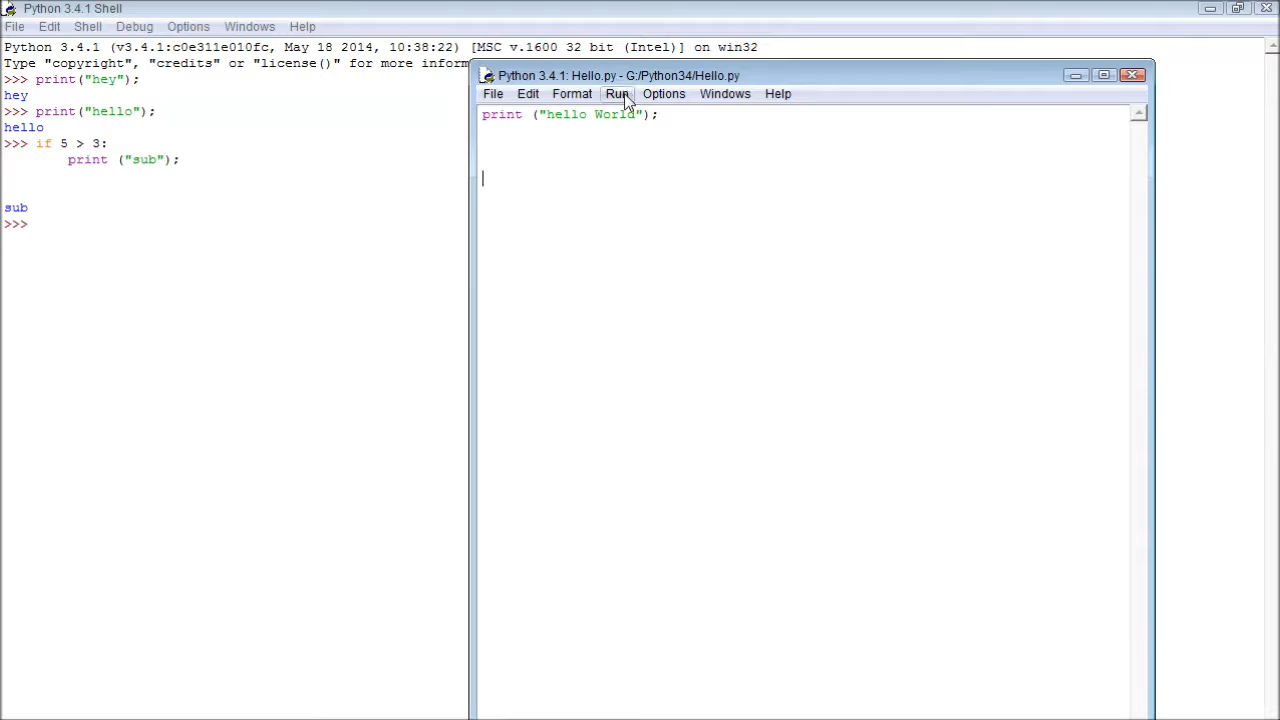 Python 3.4.1 Shell
File Edit Shell Debug Options Windows Help
Python 3.4.1 (v3.4.1:c0e311e010fc, May 18 2014, 10:38:22) [MSC v.1600 32 bit (Intel)] on win32
Type "copyright", "credits" or "license()" for more inform
>>> print("hey");
hey
>>> print("hello");
hello
>>> if 5 > 3:
print ("sub");
sub
>>>
Python 3.4.1: Hello.py - G:/Python34/Hello.py
File Edit Format Run Options Windows Help
print ("hello World");